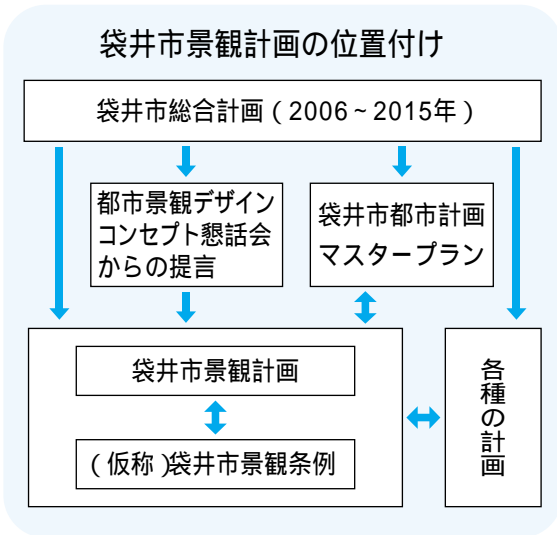 袋井市景観計画の位置付け
袋井市総合計画(2006~2015年)
都市景観デザイン
コンセプト懇話会
からの提言
袋井市都市計画
マスタープラン
袋井市景観計画
(仮称)袋井市景観条例
各種の計画